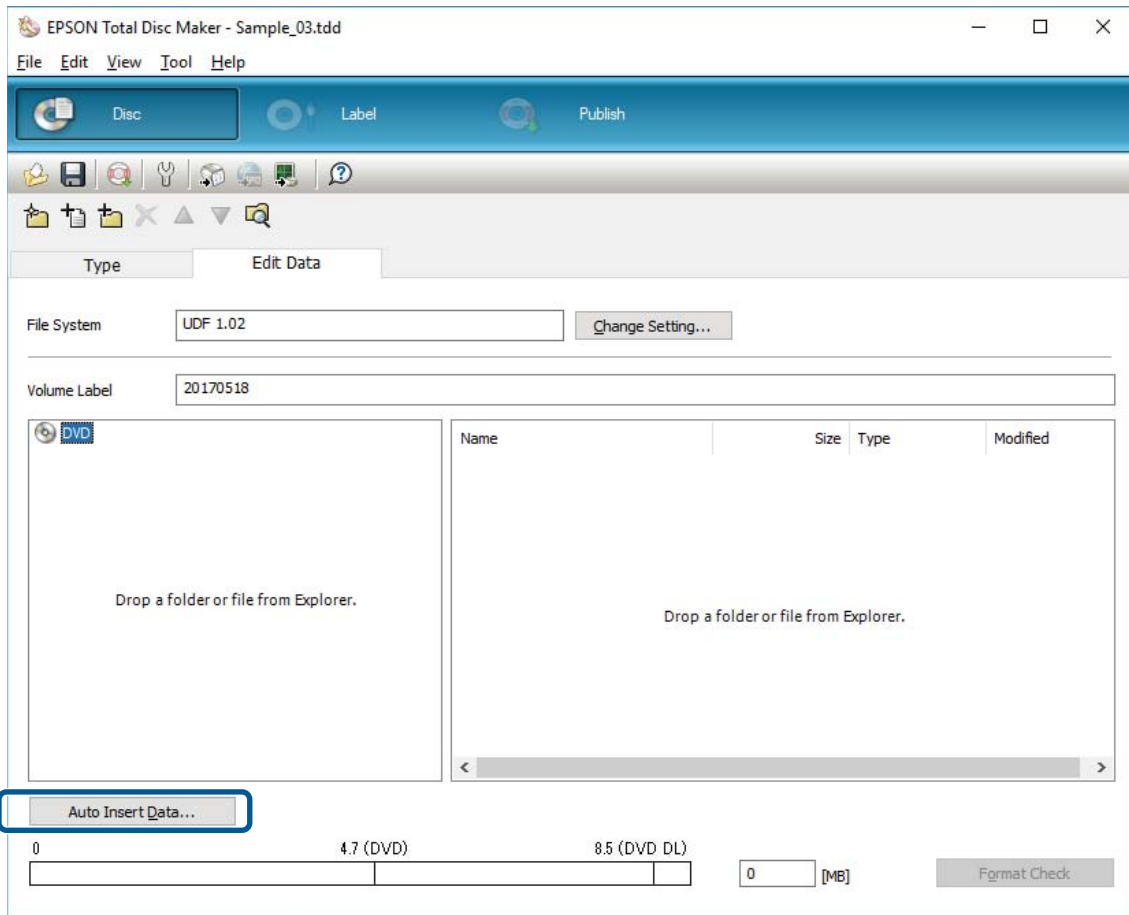 EPSON Total Disc Maker - Sample_03.tdd
File Edit View Tool Help
Disc Label Publish
Type Edit Data
File System UDF 1.02 Change Setting...
Volume Label 20170518
DVD
Name Size Type Modified
Drop a folder or file from Explorer.
Drop a folder or file from Explorer.
Auto Insert Data...
0 4.7 (DVD) 8.5 (DVD DL)
0 [MB] Format Check